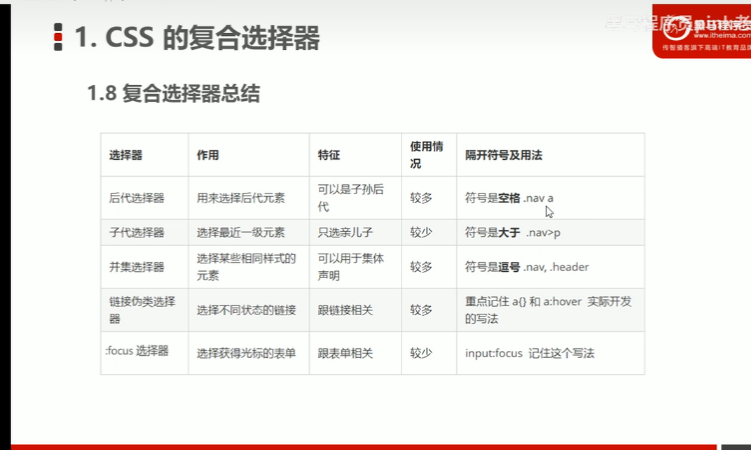 1. CSS 的复合选择器
www.itheima.com
传智播客旗下高端IT教育品牌
1.8 复合选择器总结
选择器 作用 特征 使用情况 隔开符号及用法
后代选择器 用来选择后代元素 可以是子孙后代 较多 符号是空格 .nav a
子代选择器 选择最近一级元素 只选亲儿子 较少 符号是大于 .nav>p
并集选择器 选择某些相同样式的元素 可以用于集体声明 较多 符号是逗号 .nav, .header
链接伪类选择器 选择不同状态的链接 跟链接相关 较多 重点记住 a{} 和 a:hover 实际开发的写法
:focus 选择器 选择获得光标的表单 跟表单相关 较少 input:focus 记住这个写法